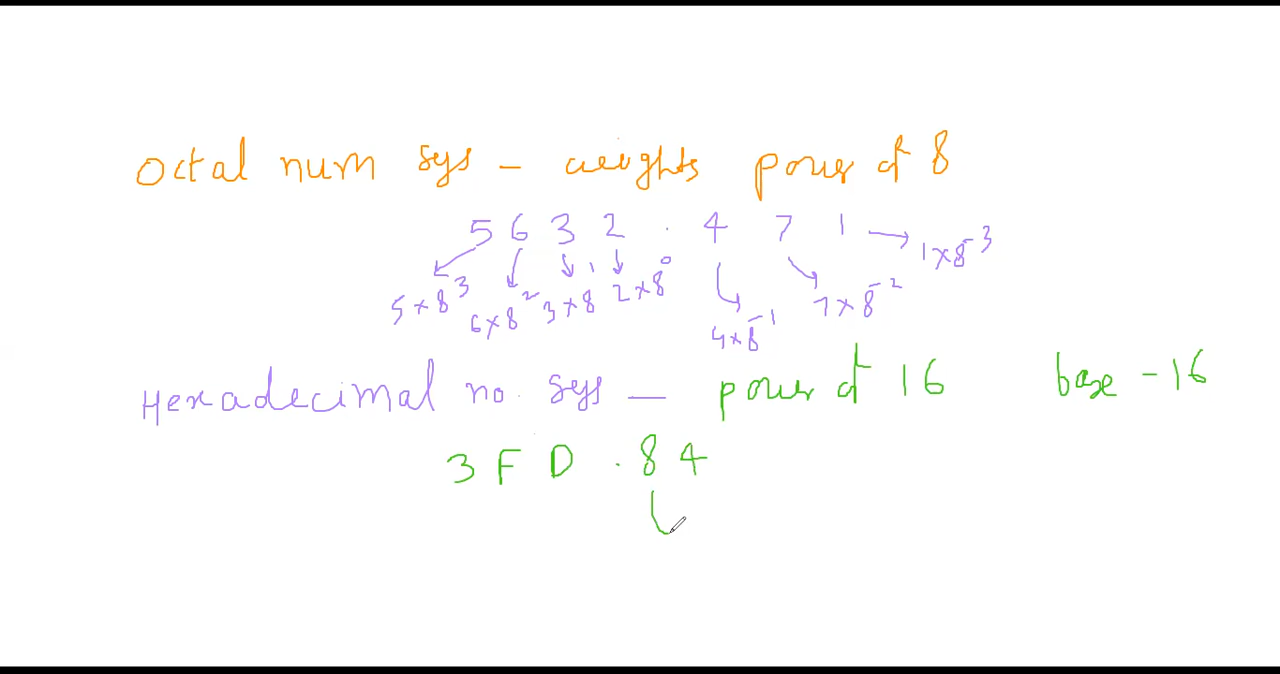 Octal num sys - weights power of 8
5 6 3 2 . 4 7 1 → 1×8⁻³
5×8³ 6×8² 3×8¹ 2×8⁰ 4×8⁻¹ 7×8⁻²
Hexadecimal no. sys — power of 16 base - 16
3 F D . 8 4